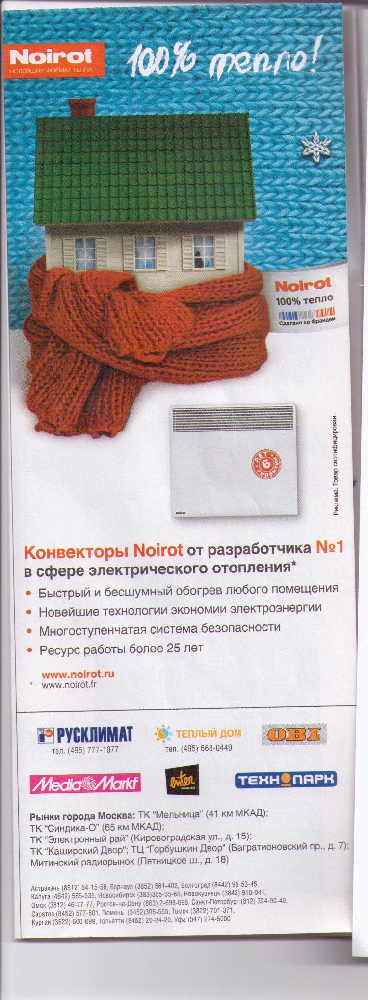 Noirot
НОВЕЙШИЙ ФОРМАТ ТЕПЛА
100% тепло!
Noirot
100% тепло
Сделано во Франции
ЛЕТ
6
гарантии
Noirot
Реклама. Товар сертифицирован.
Конвекторы Noirot от разработчика №1
в сфере электрического отопления*
• Быстрый и бесшумный обогрев любого помещения
• Новейшие технологии экономии электроэнергии
• Многоступенчатая система безопасности
• Ресурс работы более 25 лет
www.noirot.ru
* www.noirot.fr
РУСКЛИМАТ
тел. (495) 777-1977
ТЕПЛЫЙ ДОМ
тел. (495) 668-0449
OBI
Media Markt
enter
ТЕХНОПАРК
Рынки города Москва: ТК “Мельница” (41 км МКАД);
ТК “Синдика-О” (65 км МКАД);
ТК “Электронный рай” (Кировоградская ул., д. 15);
ТК “Каширский Двор“; ТЦ “Горбушкин Двор“ (Багратионовский пр., д. 7);
Митинский радиорынок (Пятницкое ш., д. 18)
Астрахань (8512) 54-15-56, Барнаул (3852) 561-402, Волгоград (8442) 95-53-45,
Калуга (4842) 565-535, Новосибирск (383)365-35-65, Новокузнецк (3843) 910-041,
Омск (3812) 46-77-77, Ростов-на-Дону (863) 2-698-698, Санкт-Петербург (812) 324-90-40,
Саратов (8452) 577-801, Тюмень (3452)395-555, Томск (3822) 701-371,
Курган (3522) 600-699, Тольятти (8482) 20-24-20, Уфа (347) 274-5000